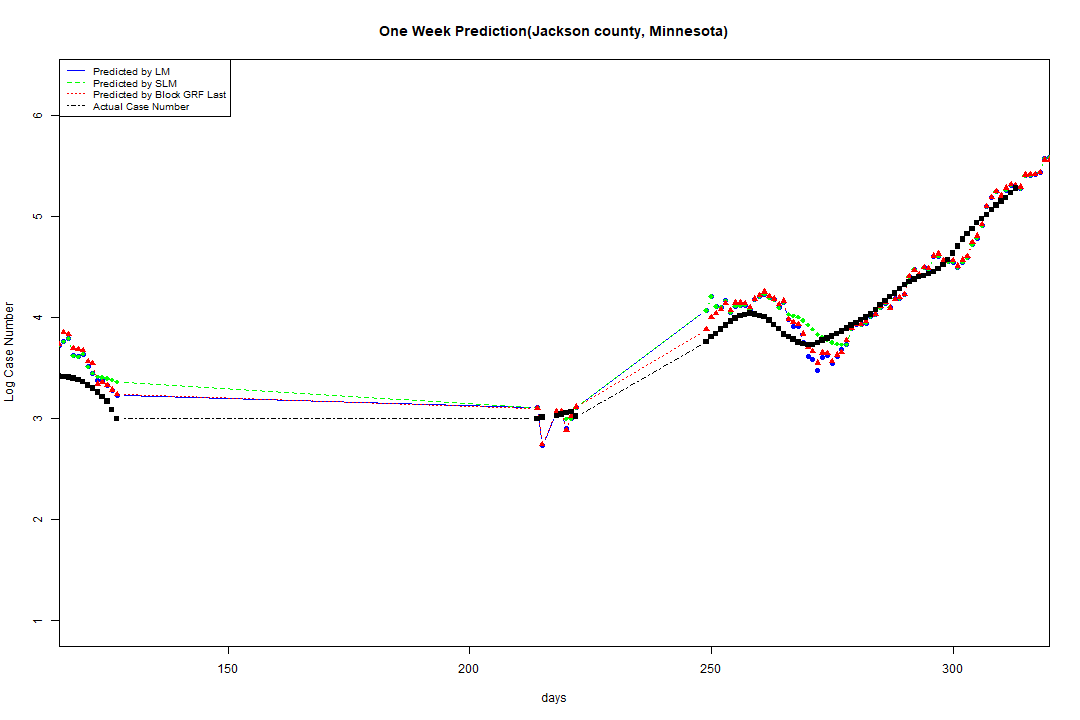 One Week Prediction(Jackson county, Minnesota)
Predicted by LM
Predicted by SLM
Predicted by Block GRF Last
Actual Case Number
6
5
4
3
2
1
Log Case Number
150 200 250 300
days